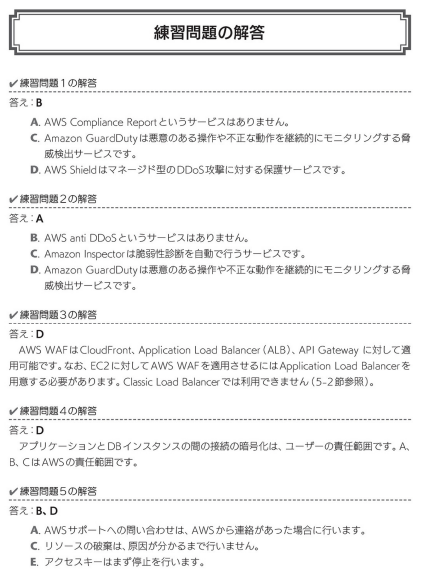 練習問題の解答
✔練習問題1の解答
答え：B
A. AWS Compliance Reportというサービスはありません。
C. Amazon GuardDutyは悪意のある操作や不正な動作を継続的にモニタリングする脅
威検出サービスです。
D. AWS Shieldはマネージド型のDDoS攻撃に対する保護サービスです。
✔練習問題2の解答
答え：A
B. AWS anti DDoSというサービスはありません。
C. Amazon Inspectorは脆弱性診断を自動で行うサービスです。
D. Amazon GuardDutyは悪意のある操作や不正な動作を継続的にモニタリングする脅
威検出サービスです。
✔練習問題3の解答
答え：D
AWS WAFはCloudFront、Application Load Balancer（ALB）、API Gateway に対して適
用可能です。なお、EC2に対してAWS WAFを適用させるにはApplication Load Balancerを
用意する必要があります。Classic Load Balancerでは利用できません（5-2節参照）。
✔練習問題4の解答
答え：D
アプリケーションとDBインスタンスの間の接続の暗号化は、ユーザーの責任範囲です。A、
B、CはAWSの責任範囲です。
✔練習問題5の解答
答え：B、D
A. AWSサポートへの問い合わせは、AWSから連絡があった場合に行います。
C. リソースの破棄は、原因が分かるまで行いません。
E. アクセスキーはまず停止を行います。